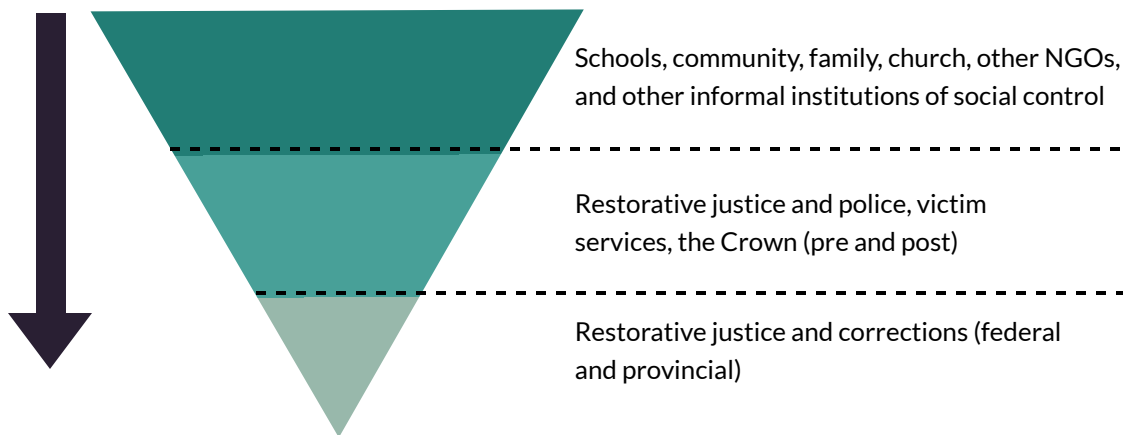 Schools, community, family, church, other NGOs,
and other informal institutions of social control
Restorative justice and police, victim
services, the Crown (pre and post)
Restorative justice and corrections (federal
and provincial)